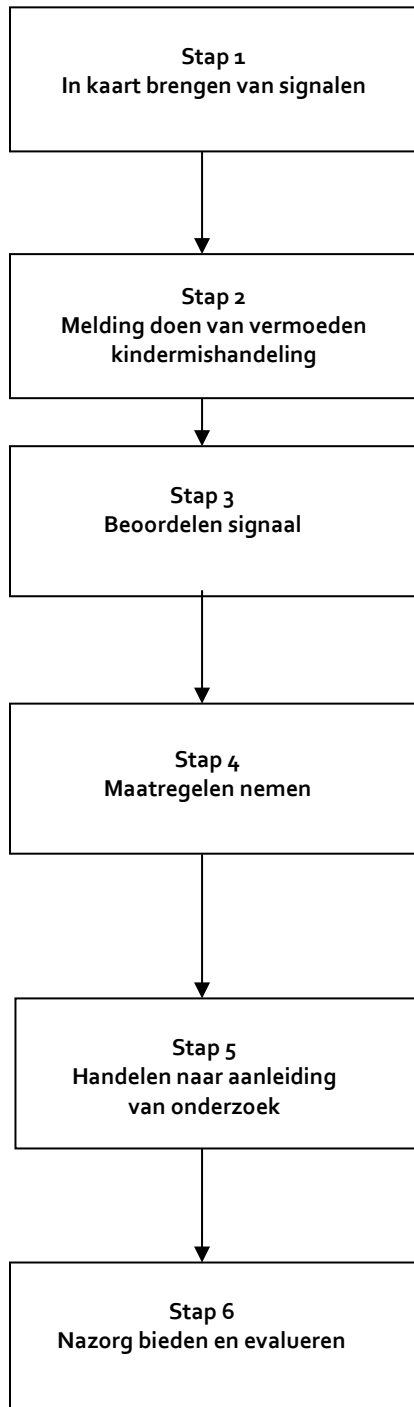 Stap 1
In kaart brengen van signalen
Stap 2
Melding doen van vermoeden
kindermishandeling
Stap 3
Beoordelen signaal
Stap 4
Maatregelen nemen
Stap 5
Handelen naar aanleiding
van onderzoek
Stap 6
Nazorg bieden en evalueren